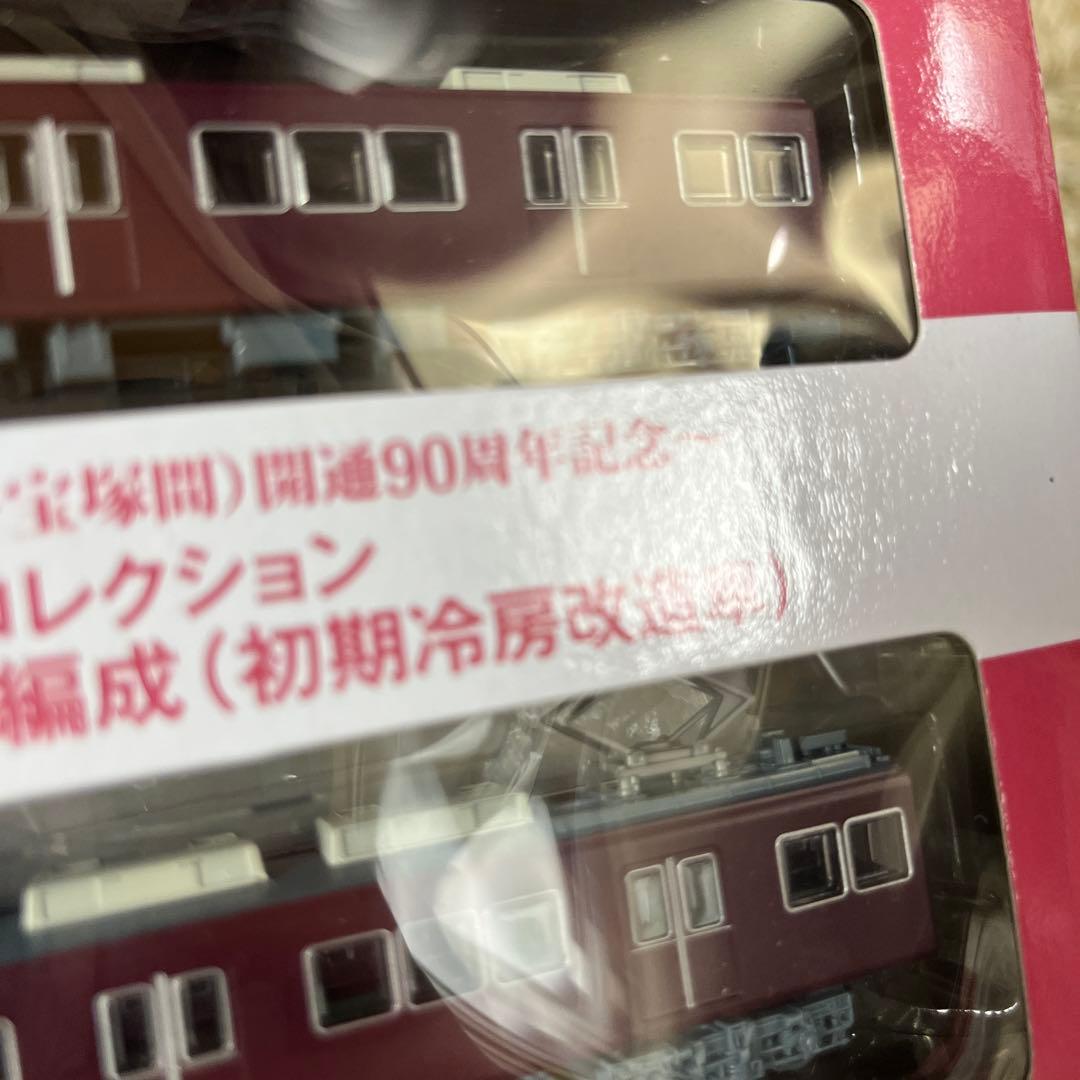 宝塚間)開通90周年記念〜
コレクション
編成(初期冷房改造車)